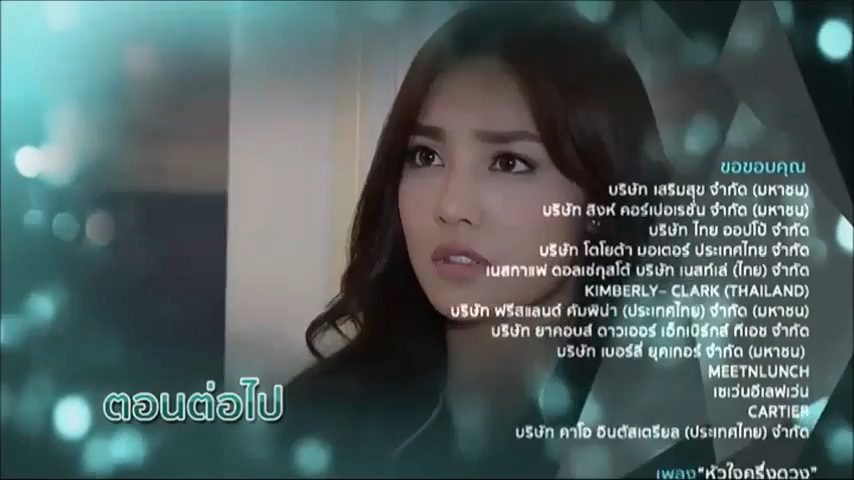 ขอขอบคุณ
บริษัท เสริมสุข จำกัด (มหาชน)
บริษัท สิงห์ คอร์เปอเรชั่น จำกัด (มหาชน)
บริษัท ไทย ออปโป้ จำกัด
บริษัท โตโยต้า มอเตอร์ ประเทศไทย จำกัด
เนสกาแฟ ดอลเช่กุสโต้ บริษัท เนสท์เล่ (ไทย) จำกัด
KIMBERLY– CLARK (THAILAND)
บริษัท ฟรีสแลนด์ คัมพิน่า (ประเทศไทย) จำกัด (มหาชน)
บริษัท ยาคอบส์ ดาวเออร์ เอ็กเบิร์กส์ ทีเอช จำกัด
บริษัท เบอร์ลี่ ยุคเกอร์ จำกัด (มหาชน)
MEETNLUNCH
เซเว่นอีเลฟเว่น
CARTIER
บริษัท คาโอ อินดัสเตรียล (ประเทศไทย) จำกัด
เพลง "หัวใจครึ่งดวง"
ตอนต่อไป